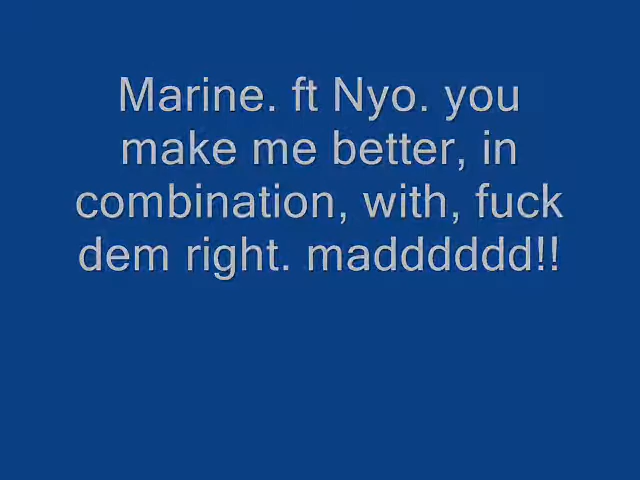 Marine. ft Nyo. you
make me better, in
combination, with, fuck
dem right. madddddd!!